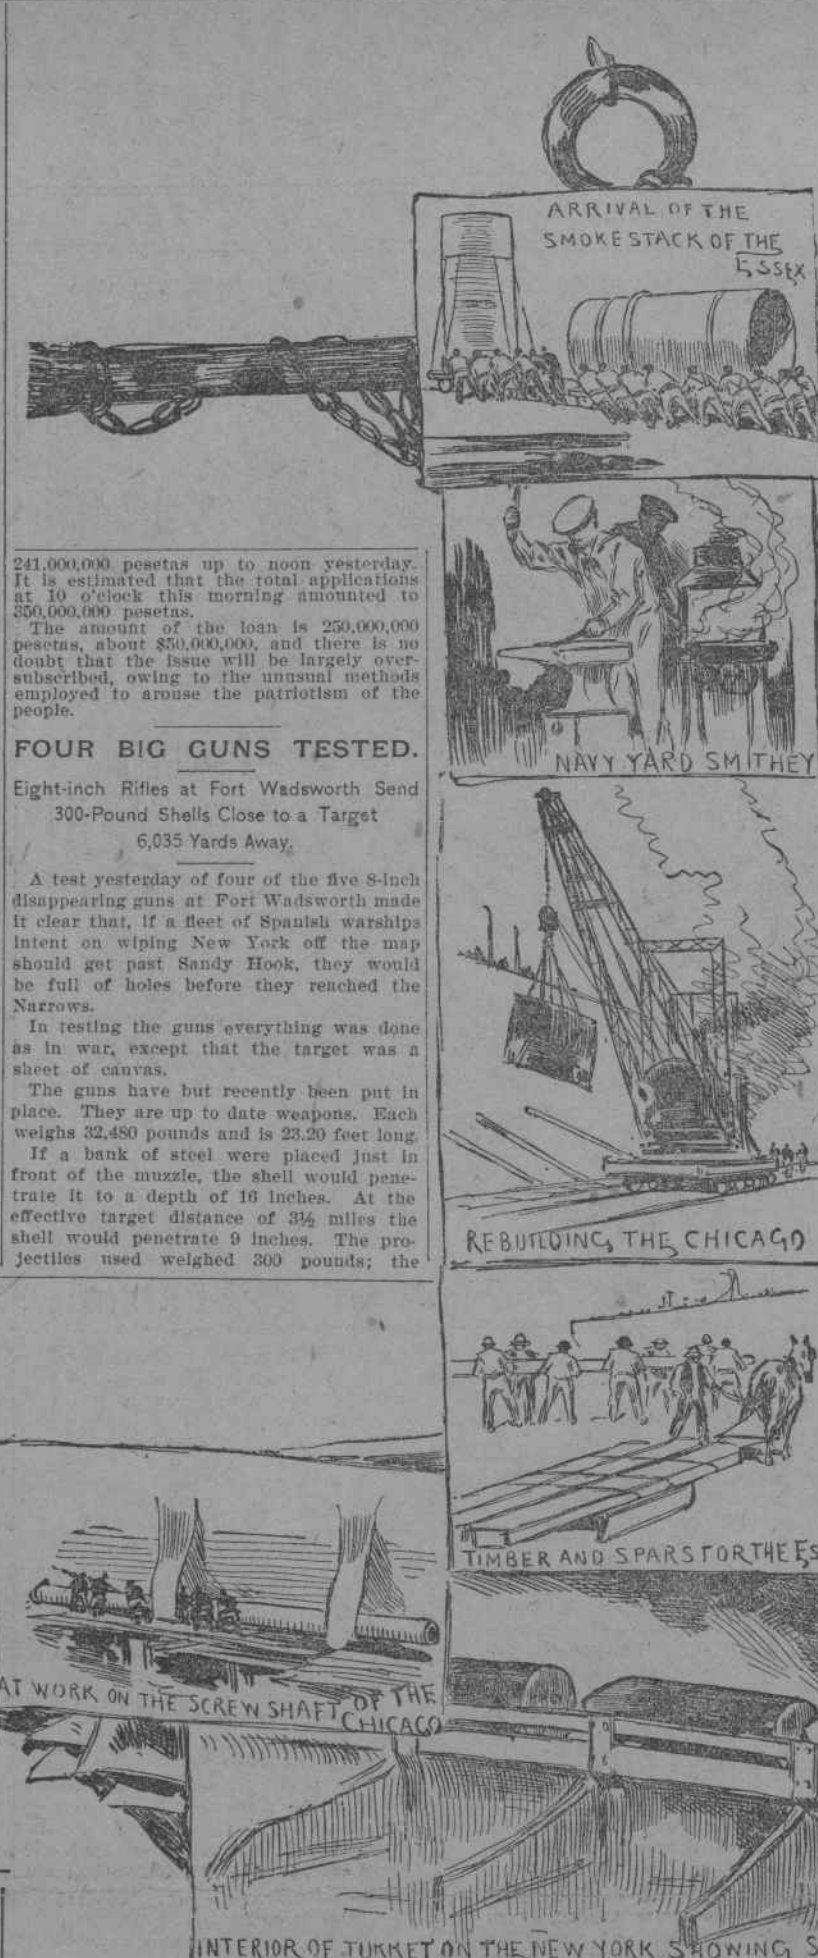 ARRIVAL OF THE
SMOKESTACK OF THE
ESSEX
241,000,000 pesetas up to noon yesterday.
It is estimated that the total applications
at 10 o'clock this morning amounted to
350,000,000 pesetas.
The amount of the loan is 250,000,000
pesetas, about $50,000,000, and there is no
doubt that the issue will be largely over-
subscribed, owing to the unusual methods
employed to arouse the patriotism of the
people.
FOUR BIG GUNS TESTED.
Eight-inch Rifles at Fort Wadsworth Send
300-Pound Shells Close to a Target
6,035 Yards Away.
A test yesterday of four of the five 8-inch
disappearing guns at Fort Wadsworth made
it clear that, if a fleet of Spanish warships
intent on wiping New York off the map
should get past Sandy Hook, they would
be full of holes before they reached the
Narrows.
In testing the guns everything was done
as in war, except that the target was a
sheet of canvas.
The guns have but recently been put in
place. They are up to date weapons. Each
weighs 32,480 pounds and is 23.20 feet long.
If a bank of steel were placed just in
front of the muzzle, the shell would pene-
trate it to a depth of 16 inches. At the
effective target distance of 3½ miles the
shell would penetrate 9 inches. The pro-
jectiles used weighed 300 pounds; the
NAVY YARD SMITHEY
REBUILDING THE CHICAGO
TIMBER AND SPARS FOR THE ES
AT WORK ON THE SCREW SHAFT OF THE
CHICAGO
INTERIOR OF TURRET ON THE NEW YORK SHOWING S